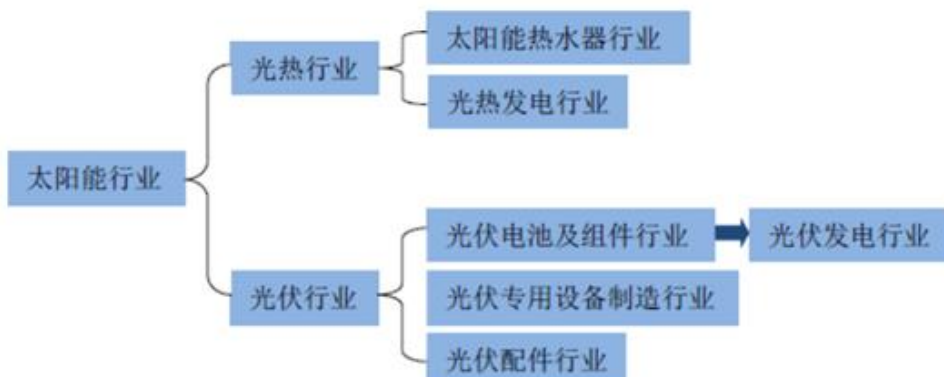 太阳能热水器行业
光热行业
光热发电行业
太阳能行业
光伏电池及组件行业
光伏发电行业
光伏行业
光伏专用设备制造行业
光伏配件行业